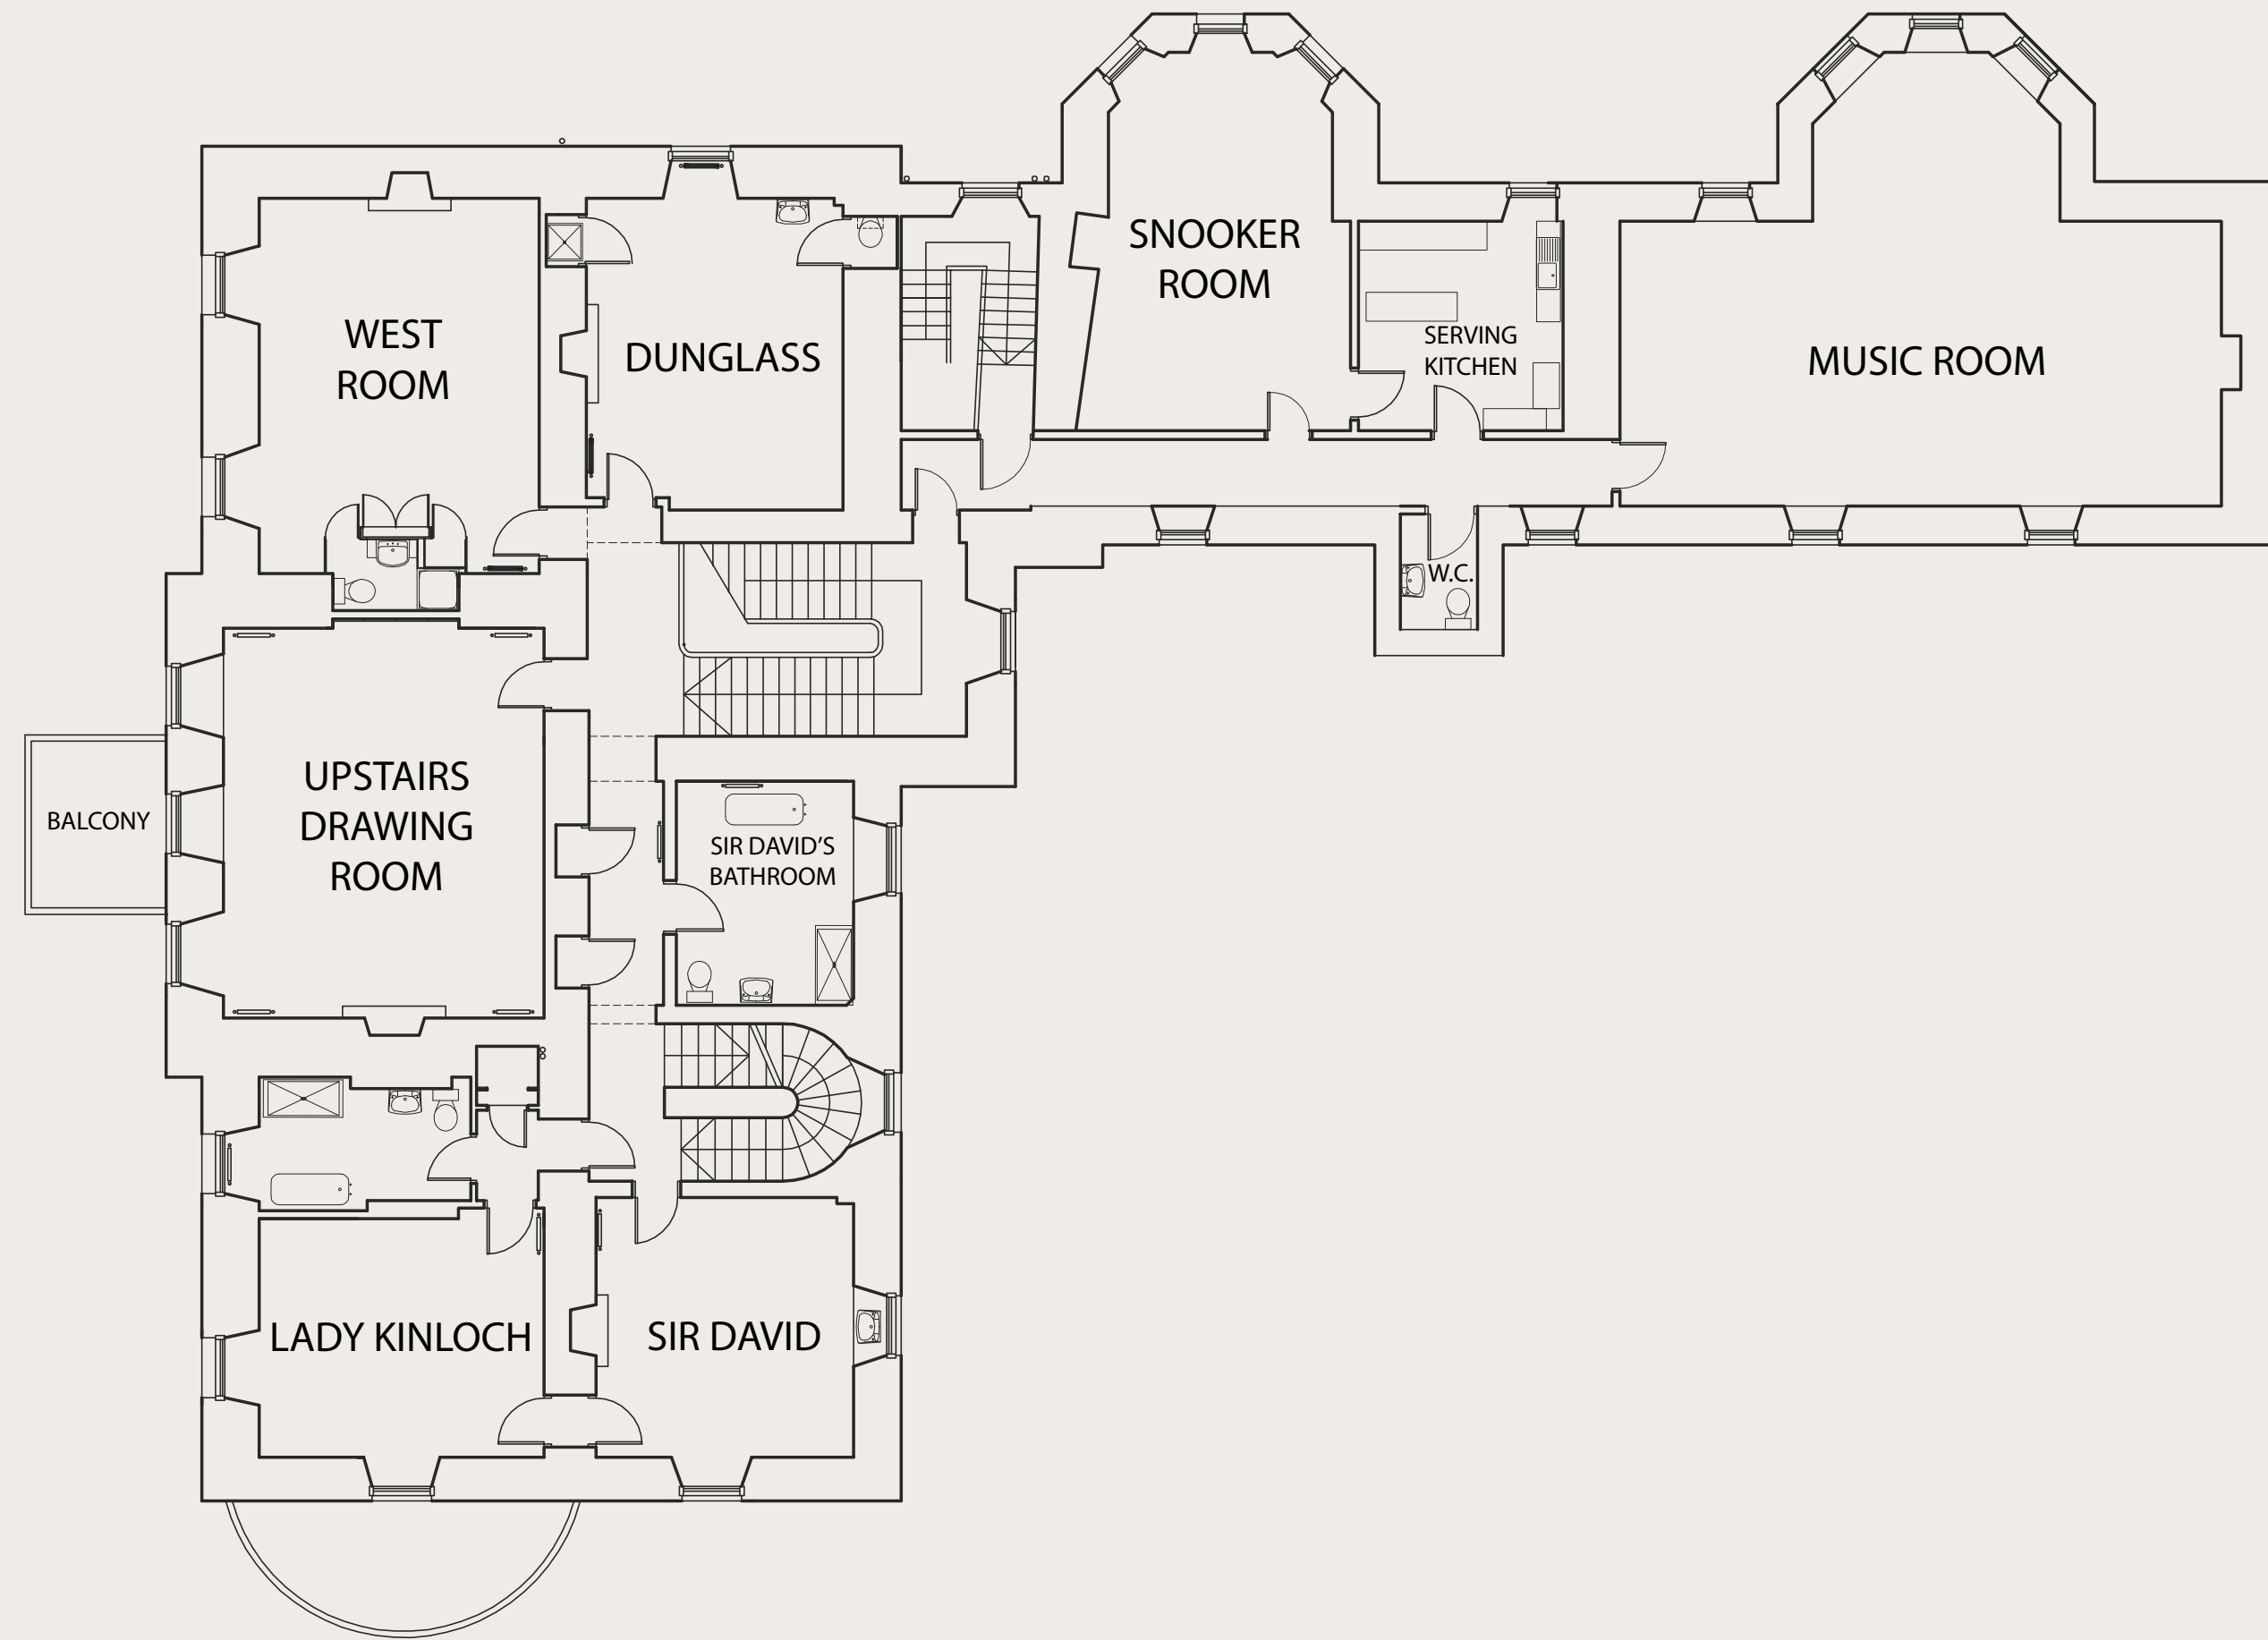 SNOOKER
ROOM
WEST
ROOM
DUNGLASS
SERVING
KITCHEN
MUSIC ROOM
W.C.
UPSTAIRS
DRAWING
ROOM
BALCONY
SIR DAVID'S
BATHROOM
LADY KINLOCH
SIR DAVID